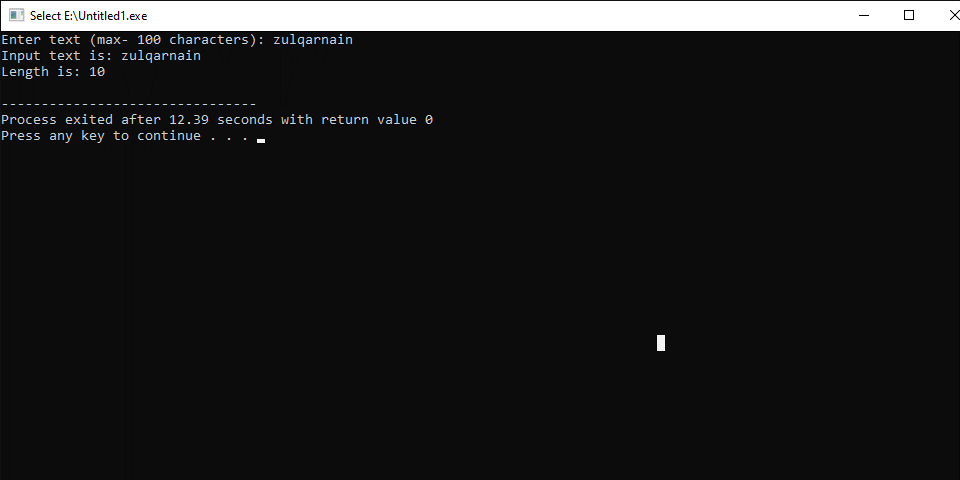 Select E:\Untitled1.exe
Enter text (max- 100 characters): zulqarnain
Input text is: zulqarnain
Length is: 10
--------------------------------
Process exited after 12.39 seconds with return value 0
Press any key to continue . . .